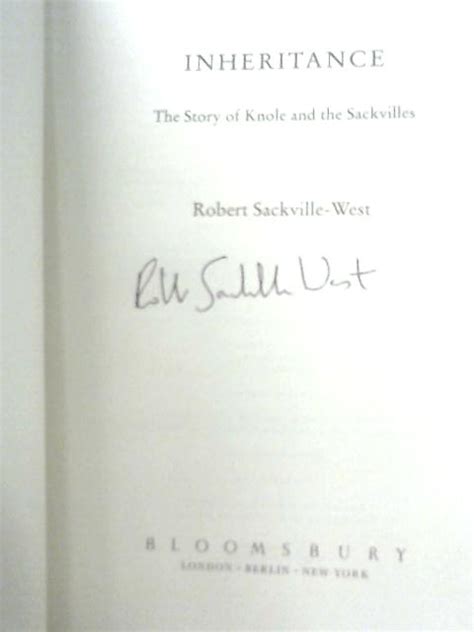 INHERITANCE
The Story of Knole and the Sackvilles
Robert Sackville-West
Robt Sackville West
BLOOMSBURY
LONDON · BERLIN · NEW YORK